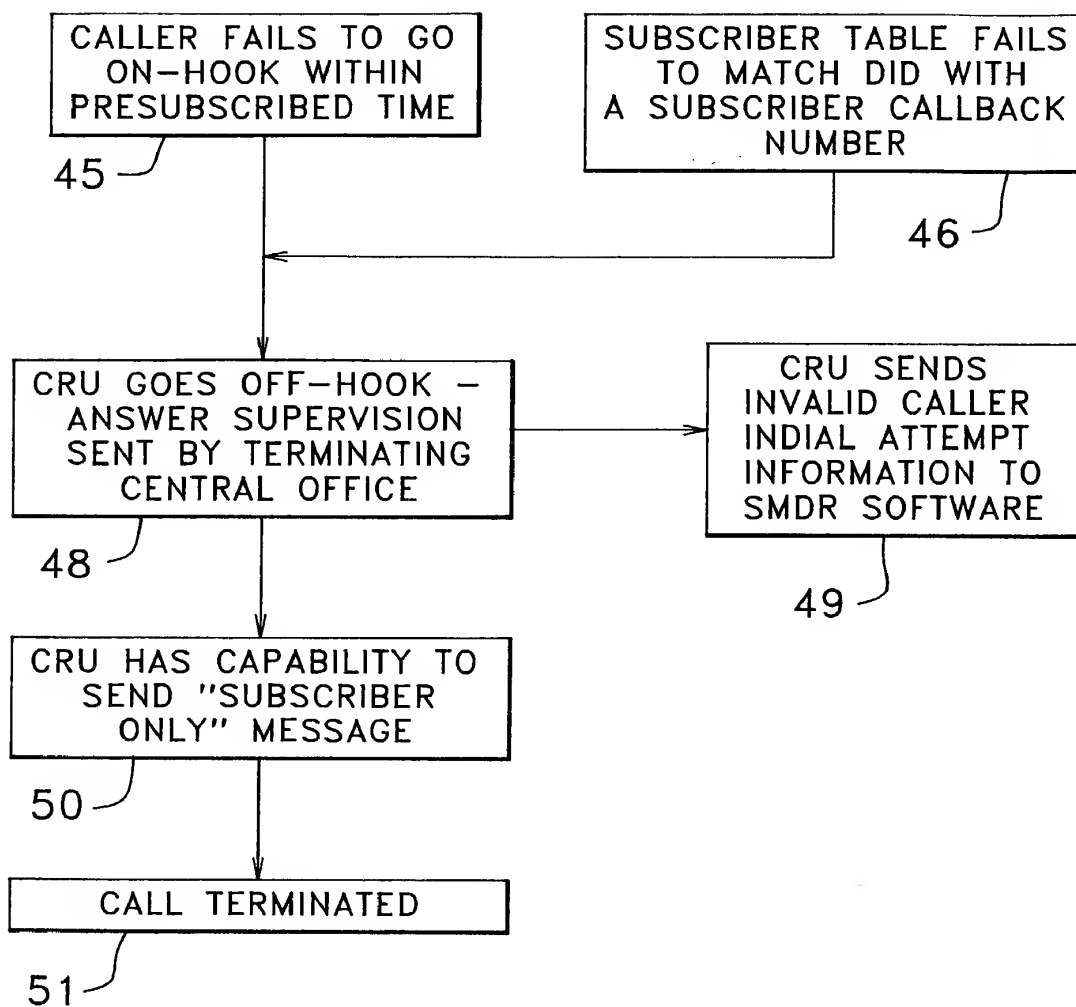 CALLER FAILS TO GO
ON-HOOK WITHIN
PRESUBSCRIBED TIME
45
SUBSCRIBER TABLE FAILS
TO MATCH DID WITH
A SUBSCRIBER CALLBACK
NUMBER
46
CRU GOES OFF-HOOK –
ANSWER SUPERVISION
SENT BY TERMINATING
CENTRAL OFFICE
48
CRU SENDS
INVALID CALLER
INDIAL ATTEMPT
INFORMATION TO
SMDR SOFTWARE
49
CRU HAS CAPABILITY TO
SEND "SUBSCRIBER
ONLY" MESSAGE
50
CALL TERMINATED
51